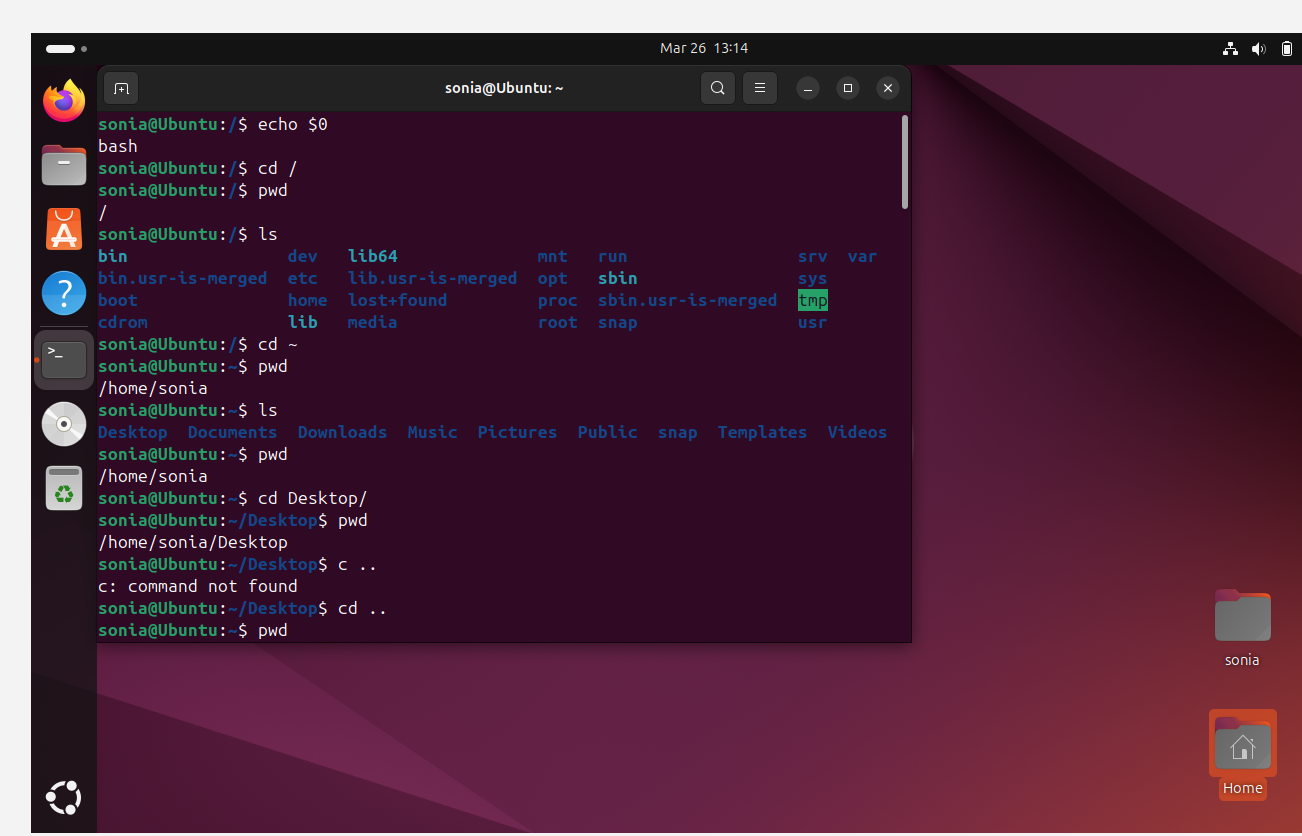 Mar 26 13:14
sonia@Ubuntu: ~
sonia@Ubuntu:/$ echo $0
bash
sonia@Ubuntu:/$ cd /
sonia@Ubuntu:/$ pwd
/
sonia@Ubuntu:/$ ls
bin dev lib64 mnt run srv var
bin.usr-is-merged etc lib.usr-is-merged opt sbin sys
boot home lost+found proc sbin.usr-is-merged tmp
cdrom lib media root snap usr
sonia@Ubuntu:/$ cd ~
sonia@Ubuntu:~$ pwd
/home/sonia
sonia@Ubuntu:~$ ls
Desktop Documents Downloads Music Pictures Public snap Templates Videos
sonia@Ubuntu:~$ pwd
/home/sonia
sonia@Ubuntu:~$ cd Desktop/
sonia@Ubuntu:~/Desktop$ pwd
/home/sonia/Desktop
sonia@Ubuntu:~/Desktop$ c ..
c: command not found
sonia@Ubuntu:~/Desktop$ cd ..
sonia@Ubuntu:~$ pwd
sonia
Home